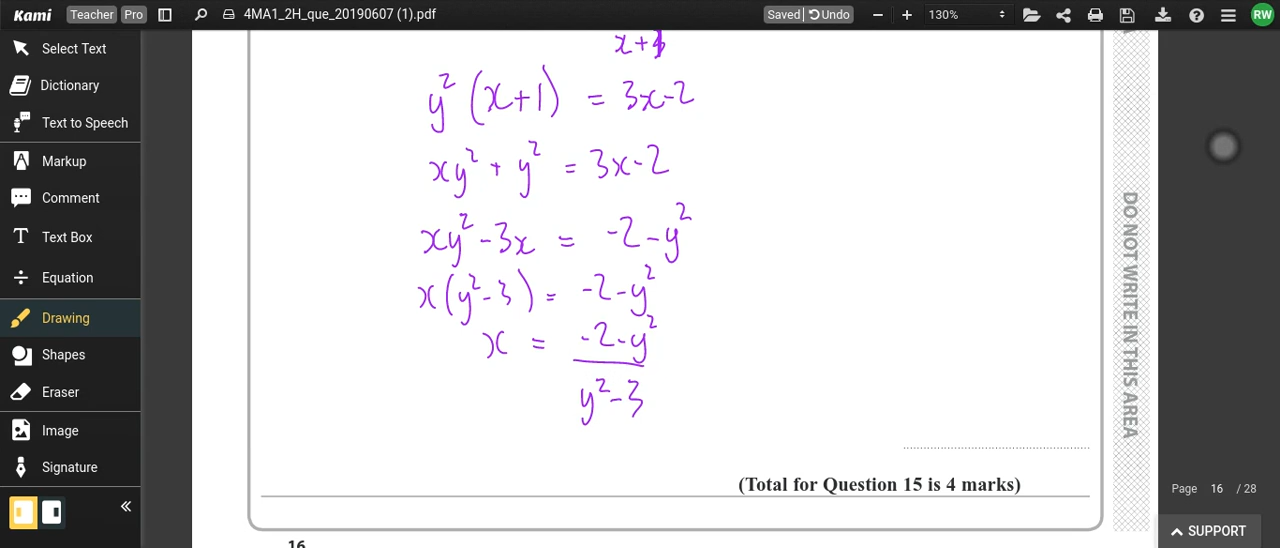 Kami Teacher Pro 4MA1_2H_que_20190607 (1).pdf Saved Undo 130% RW
Select Text
Dictionary
Text to Speech
Markup
Comment
Text Box
Equation
Drawing
Shapes
Eraser
Image
Signature
y² (x+1) = 3x-2
xy² + y² = 3x-2
xy² - 3x = -2-y²
x(y²-3) = -2-y²
x = -2-y²
y²-3
(Total for Question 15 is 4 marks)
16
DO NOT WRITE IN THIS AREA
Page 16 / 28
SUPPORT